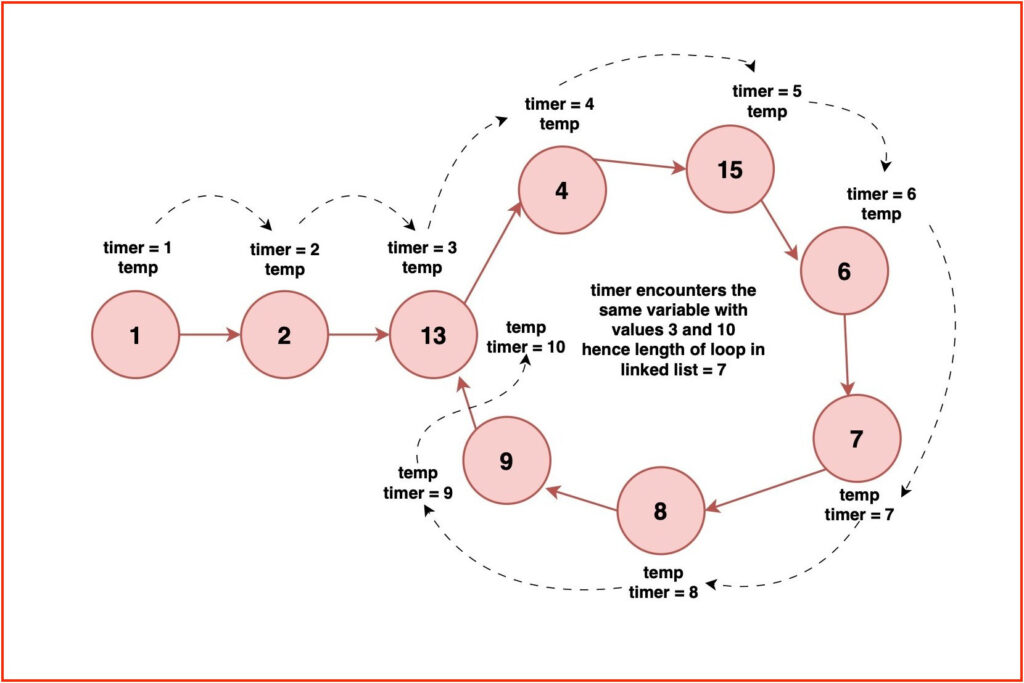 timer = 1
temp
timer = 2
temp
timer = 3
temp
timer = 4
temp
timer = 5
temp
timer = 6
temp
1
2
13
4
15
6
7
8
9
temp
timer = 10
timer encounters the
same variable with
values 3 and 10
hence length of loop in
linked list = 7
temp
timer = 7
temp
timer = 8
temp
timer = 9